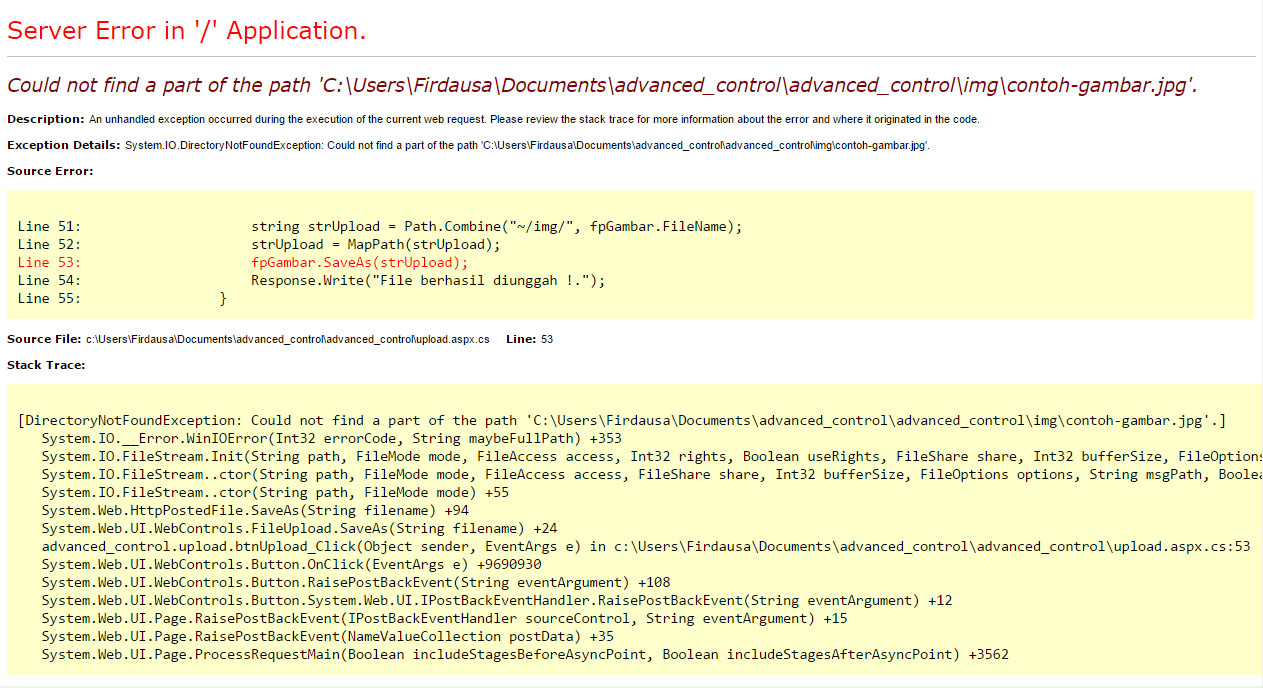 Server Error in '/' Application.
Could not find a part of the path 'C:\Users\Firdausa\Documents\advanced_control\advanced_control\img\contoh-gambar.jpg'.
Description: An unhandled exception occurred during the execution of the current web request. Please review the stack trace for more information about the error and where it originated in the code.
Exception Details: System.IO.DirectoryNotFoundException: Could not find a part of the path 'C:\Users\Firdausa\Documents\advanced_control\advanced_control\img\contoh-gambar.jpg'.
Source Error:
Line 51:                     string strUpload = Path.Combine("~/img/", fpGambar.FileName);
Line 52:                     strUpload = MapPath(strUpload);
Line 53:                     fpGambar.SaveAs(strUpload);
Line 54:                     Response.Write("File berhasil diunggah !.");
Line 55:                 }
Source File: c:\Users\Firdausa\Documents\advanced_control\advanced_control\upload.aspx.cs    Line: 53
Stack Trace:
[DirectoryNotFoundException: Could not find a part of the path 'C:\Users\Firdausa\Documents\advanced_control\advanced_control\img\contoh-gambar.jpg'.]
   System.IO.__Error.WinIOError(Int32 errorCode, String maybeFullPath) +353
   System.IO.FileStream.Init(String path, FileMode mode, FileAccess access, Int32 rights, Boolean useRights, FileShare share, Int32 bufferSize, FileOptions
   System.IO.FileStream..ctor(String path, FileMode mode, FileAccess access, FileShare share, Int32 bufferSize, FileOptions options, String msgPath, Boolea
   System.IO.FileStream..ctor(String path, FileMode mode) +55
   System.Web.HttpPostedFile.SaveAs(String filename) +94
   System.Web.UI.WebControls.FileUpload.SaveAs(String filename) +24
   advanced_control.upload.btnUpload_Click(Object sender, EventArgs e) in c:\Users\Firdausa\Documents\advanced_control\advanced_control\upload.aspx.cs:53
   System.Web.UI.WebControls.Button.OnClick(EventArgs e) +9690930
   System.Web.UI.WebControls.Button.RaisePostBackEvent(String eventArgument) +108
   System.Web.UI.WebControls.Button.System.Web.UI.IPostBackEventHandler.RaisePostBackEvent(String eventArgument) +12
   System.Web.UI.Page.RaisePostBackEvent(IPostBackEventHandler sourceControl, String eventArgument) +15
   System.Web.UI.Page.RaisePostBackEvent(NameValueCollection postData) +35
   System.Web.UI.Page.ProcessRequestMain(Boolean includeStagesBeforeAsyncPoint, Boolean includeStagesAfterAsyncPoint) +3562